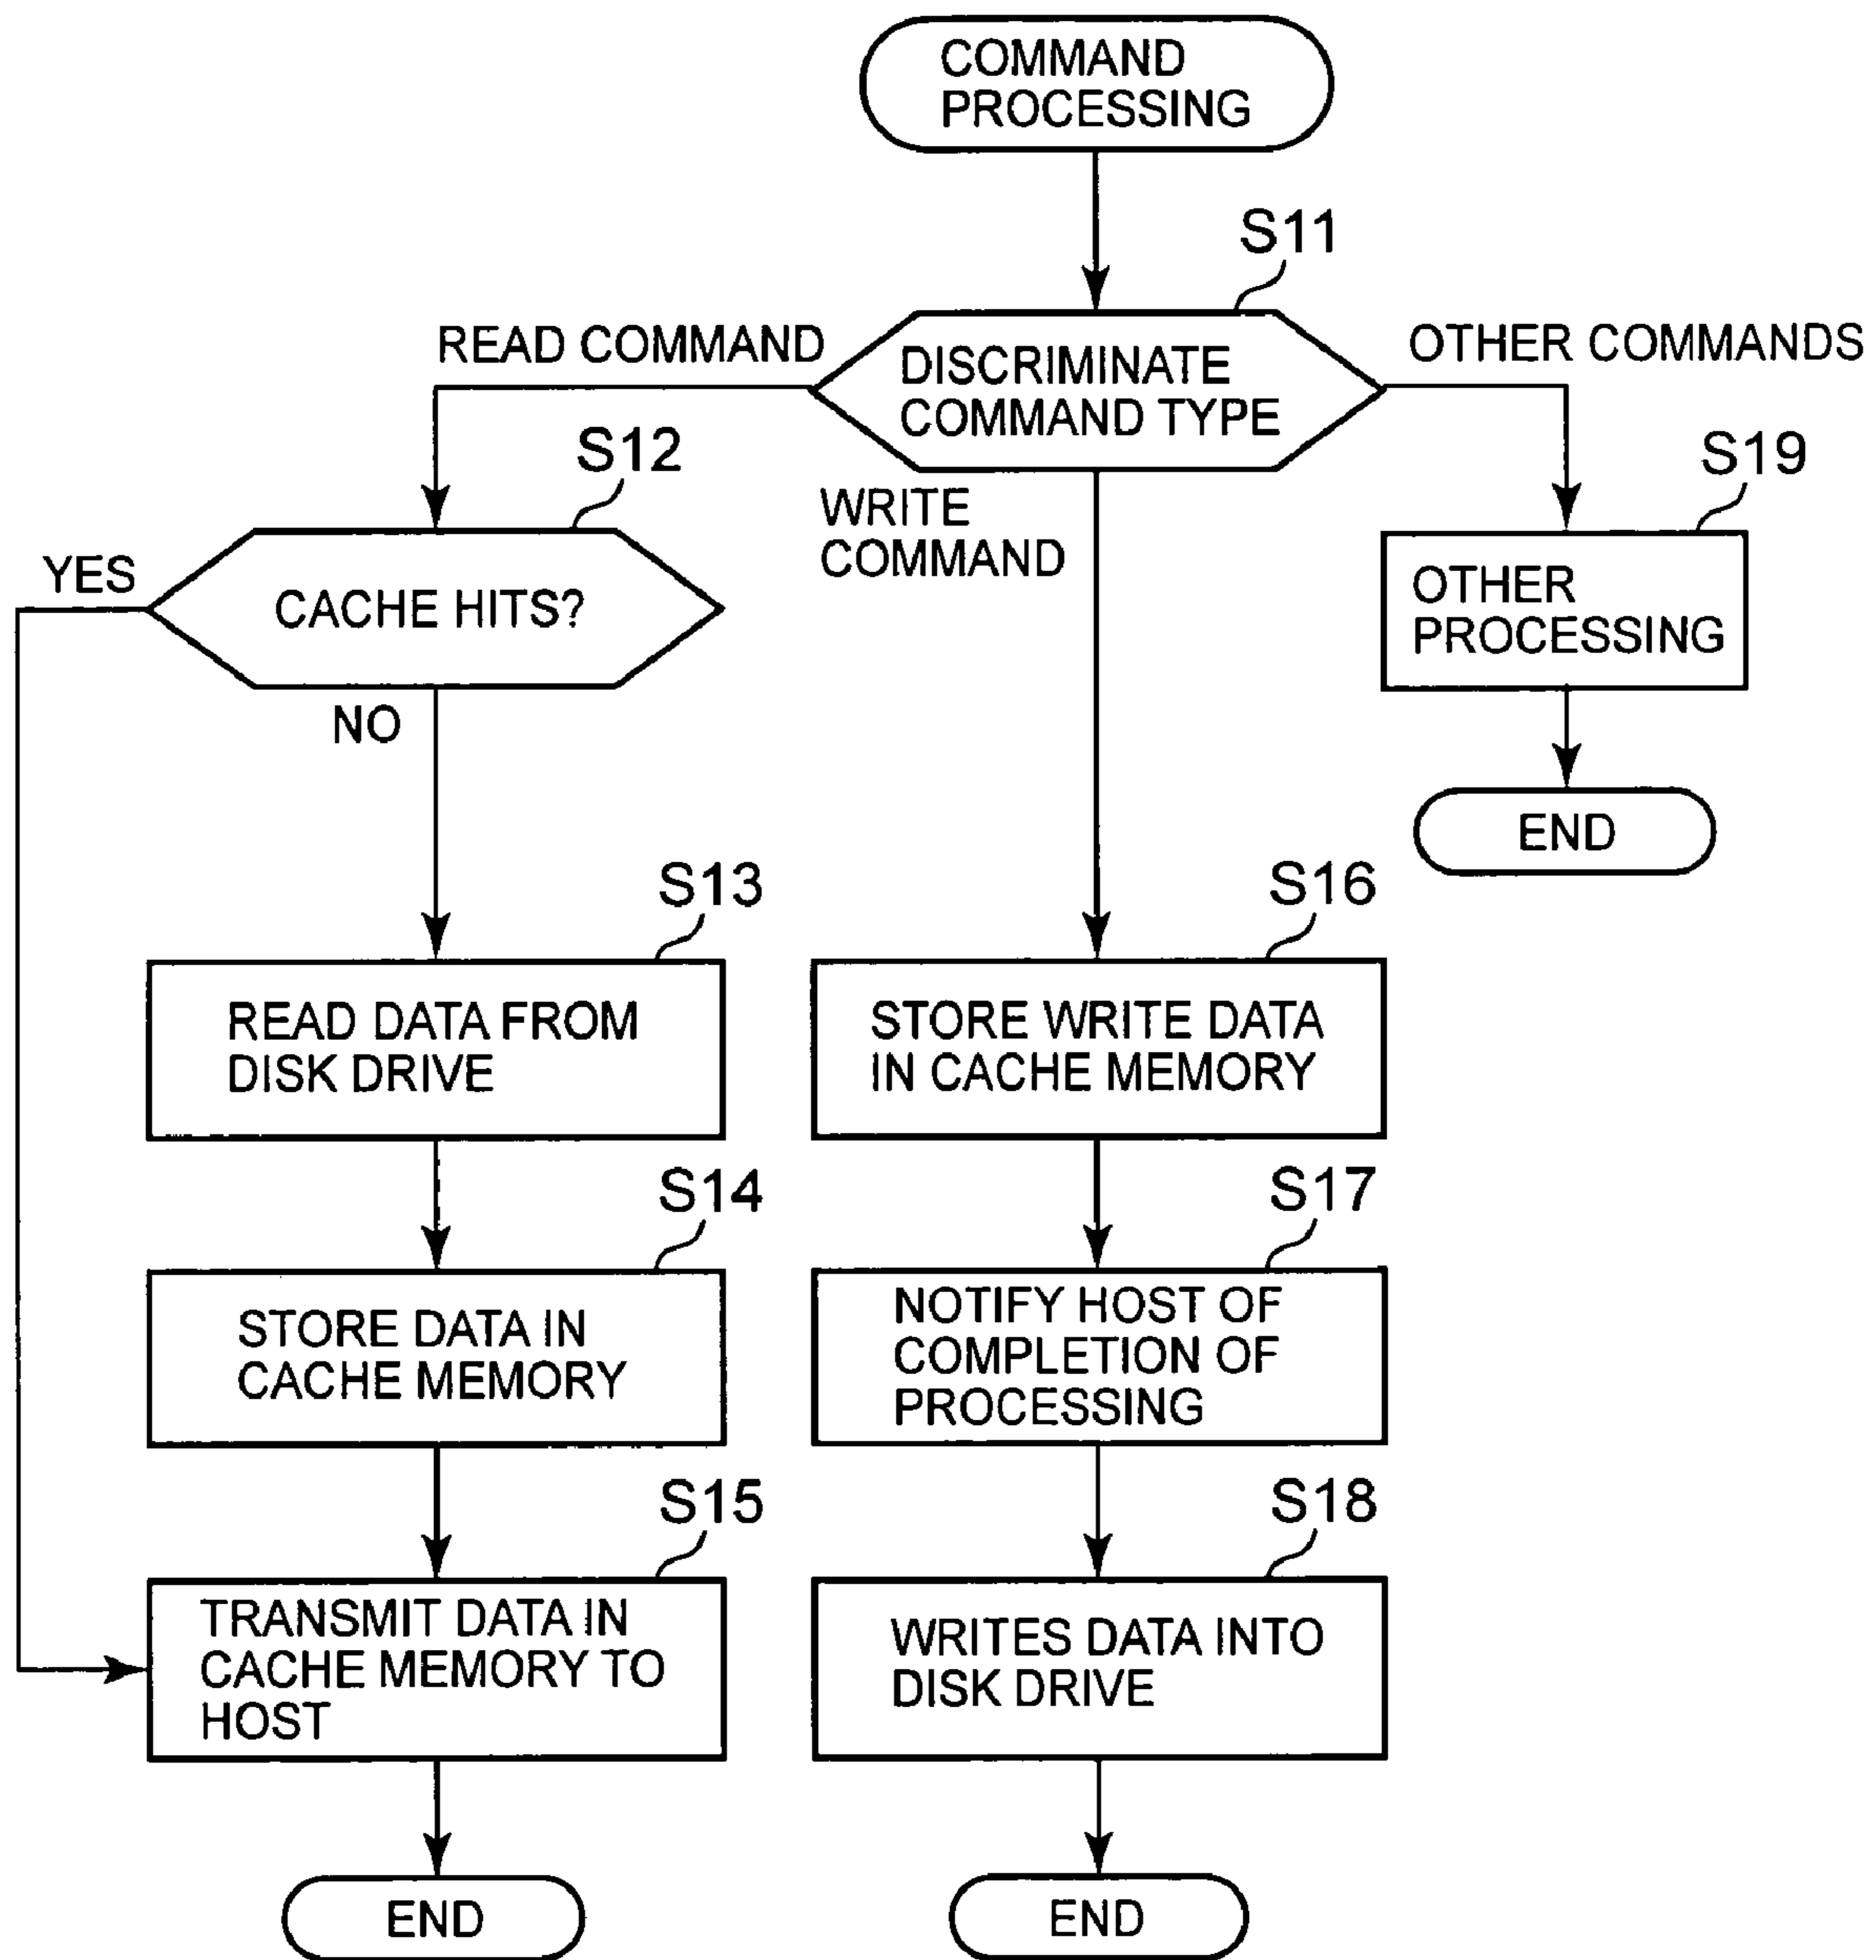 COMMAND
PROCESSING
S11
READ COMMAND
OTHER COMMANDS
DISCRIMINATE
COMMAND TYPE
S12
S19
WRITE
COMMAND
YES
CACHE HITS?
OTHER
PROCESSING
NO
END
S13
S16
READ DATA FROM
DISK DRIVE
STORE WRITE DATA
IN CACHE MEMORY
S14
S17
STORE DATA IN
CACHE MEMORY
NOTIFY HOST OF
COMPLETION OF
PROCESSING
S15
S18
TRANSMIT DATA IN
CACHE MEMORY TO
HOST
WRITES DATA INTO
DISK DRIVE
END
END